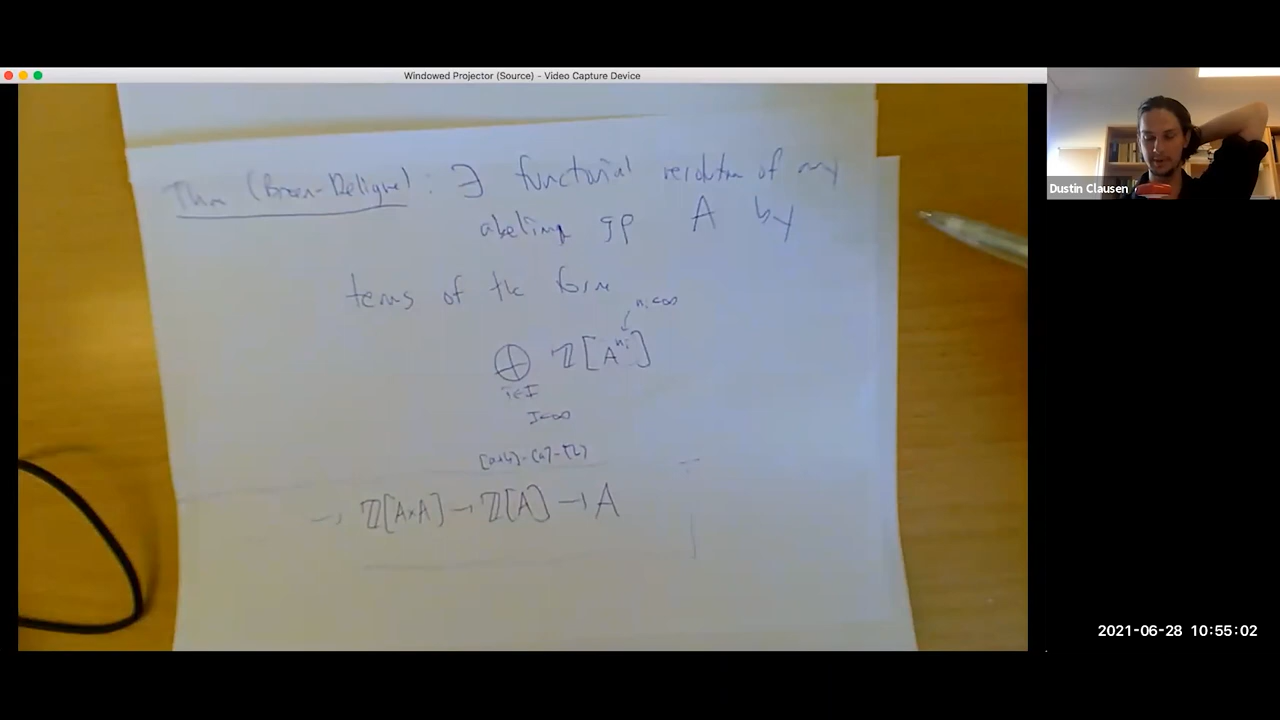 Windowed Projector (Source) - Video Capture Device
Thm (Breen-Deligne): ∃ functorial resolution of any
abelian gp A by
terms of the form
n_i<∞
⊕ ℤ[A^{n_i}]
i∈I
I<∞
[a+b]-[a]-[b]
→ ℤ[A×A] → ℤ[A] → A
Dustin Clausen
2021-06-28 10:55:02